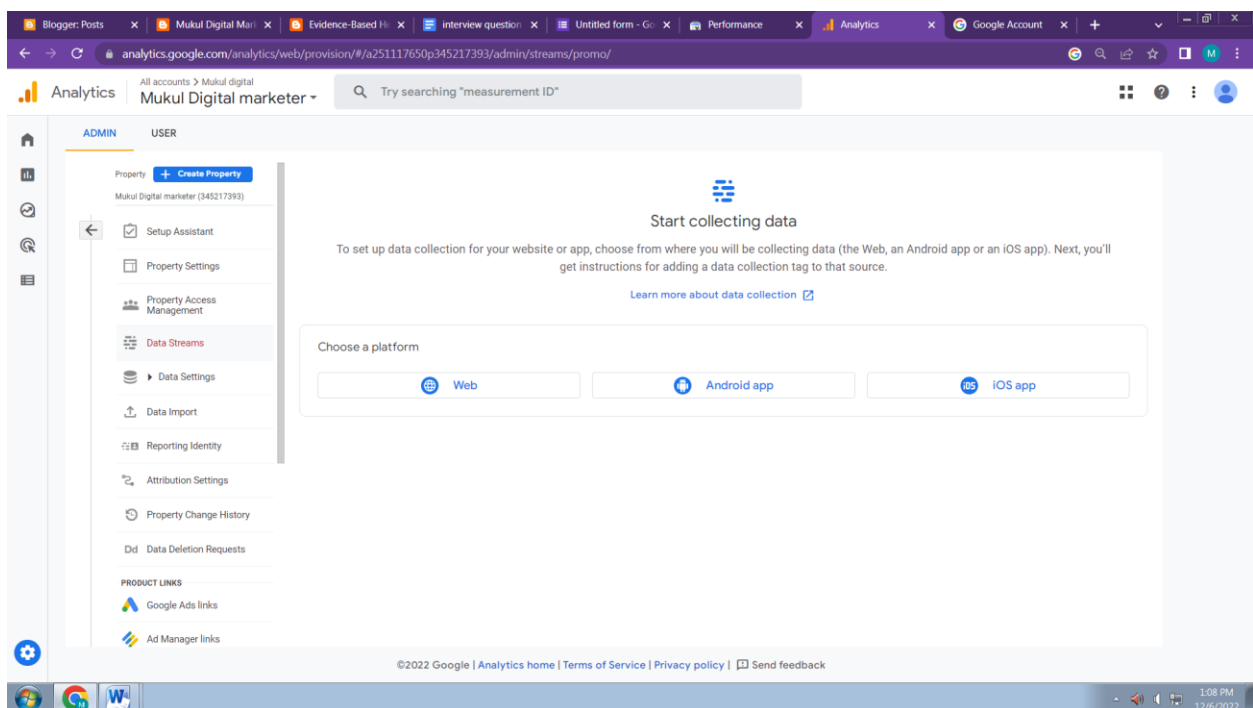 Blogger: Posts
Mukul Digital Mar
Evidence-Based H
interview question
Untitled form - Go
Performance
Analytics
Google Account
analytics.google.com/analytics/web/provision/#/a251117650p345217393/admin/streams/promo/
M
Analytics
All accounts > Mukul digital
Mukul Digital marketer
Try searching "measurement ID"
ADMIN
USER
Property
+ Create Property
Mukul Digital marketer (345217393)
Setup Assistant
Property Settings
Property Access
Management
Data Streams
Data Settings
Data Import
Reporting Identity
Attribution Settings
Property Change History
Dd Data Deletion Requests
PRODUCT LINKS
Google Ads links
Ad Manager links
Start collecting data
To set up data collection for your website or app, choose from where you will be collecting data (the Web, an Android app or an iOS app). Next, you'll
get instructions for adding a data collection tag to that source.
Learn more about data collection
Choose a platform
Web
Android app
iOS iOS app
©2022 Google | Analytics home | Terms of Service | Privacy policy | Send feedback
1:08 PM
12/6/2022